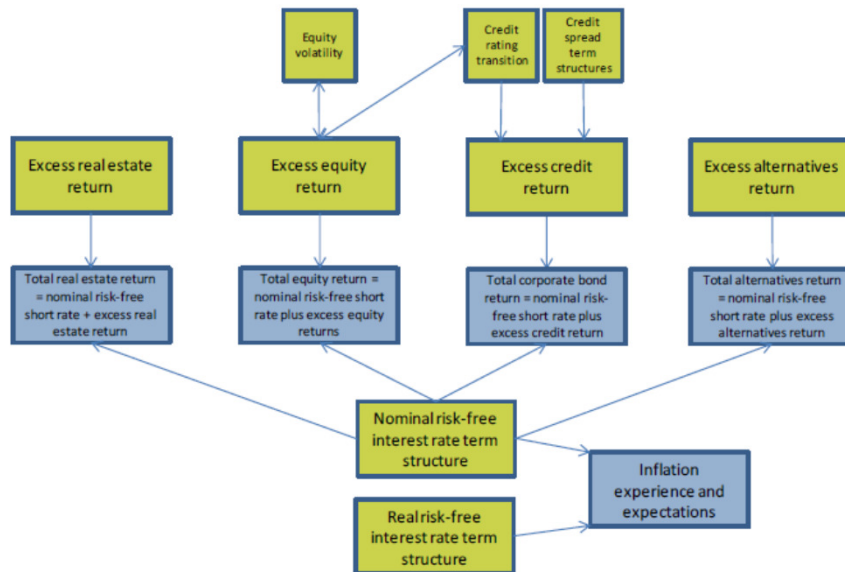 Equity
volatility
Credit
rating
transition
Credit
spread
term
structures
Excess real estate
return
Excess equity
return
Excess credit
return
Excess alternatives
return
Total real estate return
= nominal risk-free
short rate + excess real
estate return
Total equity return =
nominal risk-free short
rate plus excess equity
returns
Total corporate bond
return = nominal risk-
free short rate plus
excess credit return
Total alternatives return
= nominal risk-free
short rate plus excess
alternatives return
Nominal risk-free
interest rate term
structure
Inflation
experience and
expectations
Real risk-free
interest rate term
structure